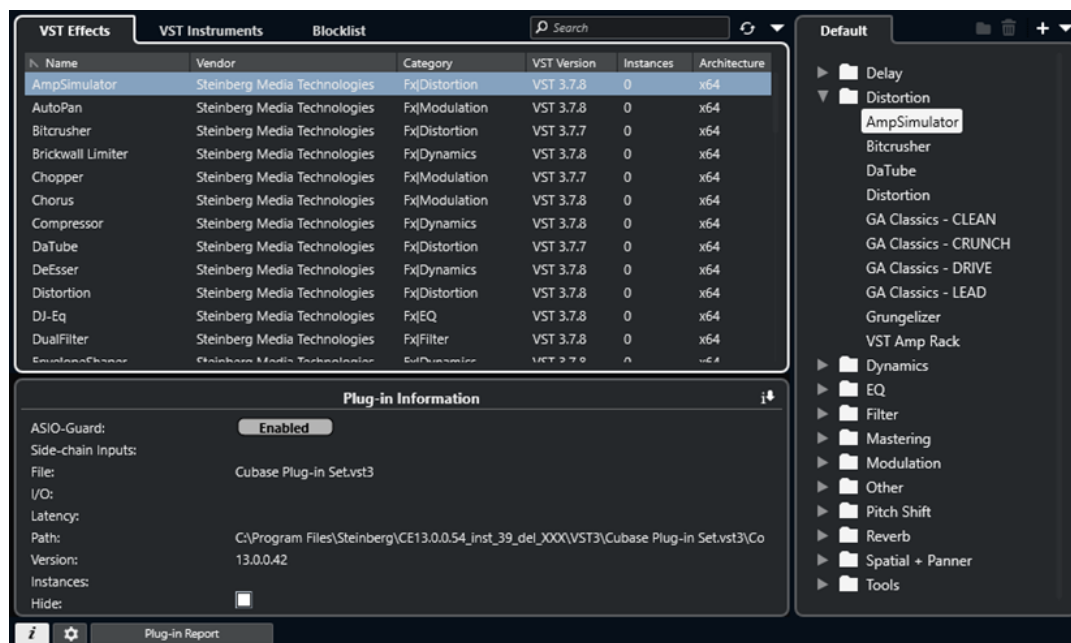 VST Effects VST Instruments Blocklist Search
Name Vendor Category VST Version Instances Architecture
AmpSimulator Steinberg Media Technologies Fx|Distortion VST 3.7.8 0 x64
AutoPan Steinberg Media Technologies Fx|Modulation VST 3.7.8 0 x64
Bitcrusher Steinberg Media Technologies Fx|Distortion VST 3.7.7 0 x64
Brickwall Limiter Steinberg Media Technologies Fx|Dynamics VST 3.7.8 0 x64
Chopper Steinberg Media Technologies Fx|Modulation VST 3.7.7 0 x64
Chorus Steinberg Media Technologies Fx|Modulation VST 3.7.8 0 x64
Compressor Steinberg Media Technologies Fx|Dynamics VST 3.7.8 0 x64
DaTube Steinberg Media Technologies Fx|Distortion VST 3.7.7 0 x64
DeEsser Steinberg Media Technologies Fx|Dynamics VST 3.7.8 0 x64
Distortion Steinberg Media Technologies Fx|Distortion VST 3.7.8 0 x64
DJ-Eq Steinberg Media Technologies Fx|EQ VST 3.7.8 0 x64
DualFilter Steinberg Media Technologies Fx|Filter VST 3.7.8 0 x64
EnvelopeShaper Steinberg Media Technologies Fx|Dynamics VST 3.7.8 0 x64
Plug-in Information
ASIO-Guard: Enabled
Side-chain Inputs:
File: Cubase Plug-in Set.vst3
I/O:
Latency:
Path: C:\Program Files\Steinberg\CE13.0.0.54_inst_39_del_XXX\VST3\Cubase Plug-in Set.vst3\Co
Version: 13.0.0.42
Instances:
Hide:
i Plug-in Report
Default
Delay
Distortion
AmpSimulator
Bitcrusher
DaTube
Distortion
GA Classics - CLEAN
GA Classics - CRUNCH
GA Classics - DRIVE
GA Classics - LEAD
Grungelizer
VST Amp Rack
Dynamics
EQ
Filter
Mastering
Modulation
Other
Pitch Shift
Reverb
Spatial + Panner
Tools